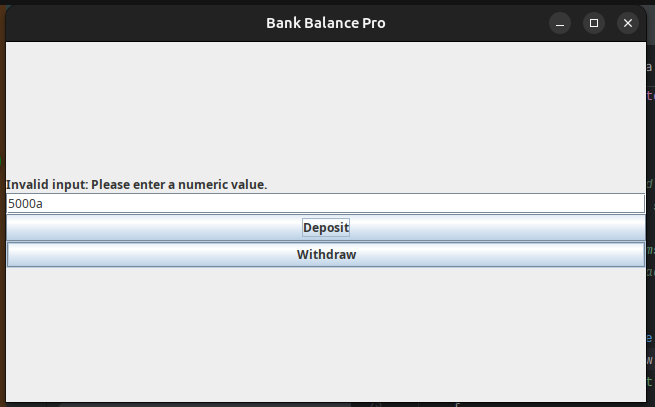 Bank Balance Pro
Invalid input: Please enter a numeric value.
5000a
Deposit
Withdraw